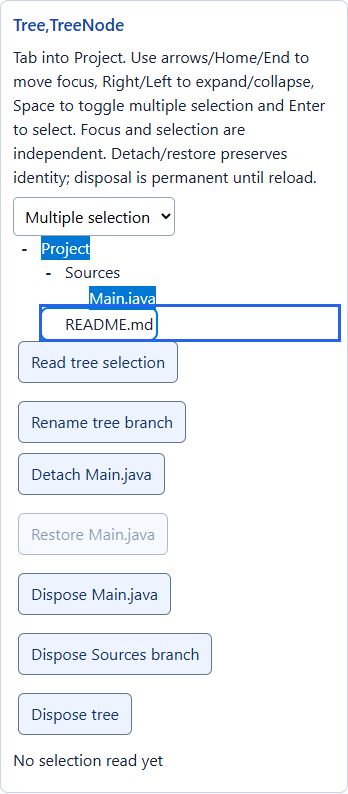 Tree,TreeNode
Tab into Project. Use arrows/Home/End to
move focus, Right/Left to expand/collapse,
Space to toggle multiple selection and Enter
to select. Focus and selection are
independent. Detach/restore preserves
identity; disposal is permanent until reload.
Multiple selection
- Project
- Sources
Main.java
README.md
Read tree selection
Rename tree branch
Detach Main.java
Restore Main.java
Dispose Main.java
Dispose Sources branch
Dispose tree
No selection read yet